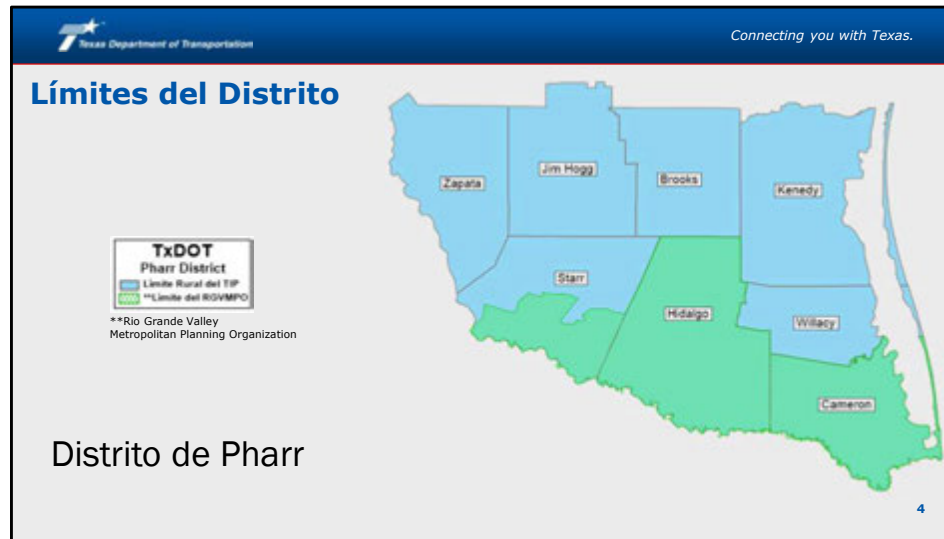 Texas Department of Transportation
Connecting you with Texas.
Límites del Distrito
Zapata
Jim Hogg
Brooks
Kenedy
TxDOT
Pharr District
Límite Rural del TIP
**Límite del RGVMPO
**Rio Grande Valley
Metropolitan Planning Organization
Starr
Hidalgo
Willacy
Cameron
Distrito de Pharr
4